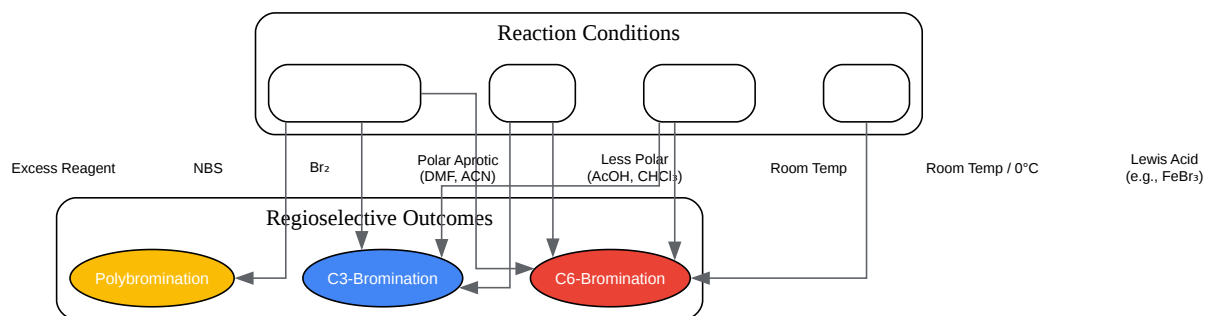 Reaction Conditions
Excess Reagent
NBS
Br₂
Polar Aprotic
(DMF, ACN)
Less Polar
(AcOH, CHCl₃)
Room Temp
Room Temp / 0°C
Lewis Acid
(e.g., FeBr₃)
Regioselective Outcomes
Polybromination
C3-Bromination
C6-Bromination